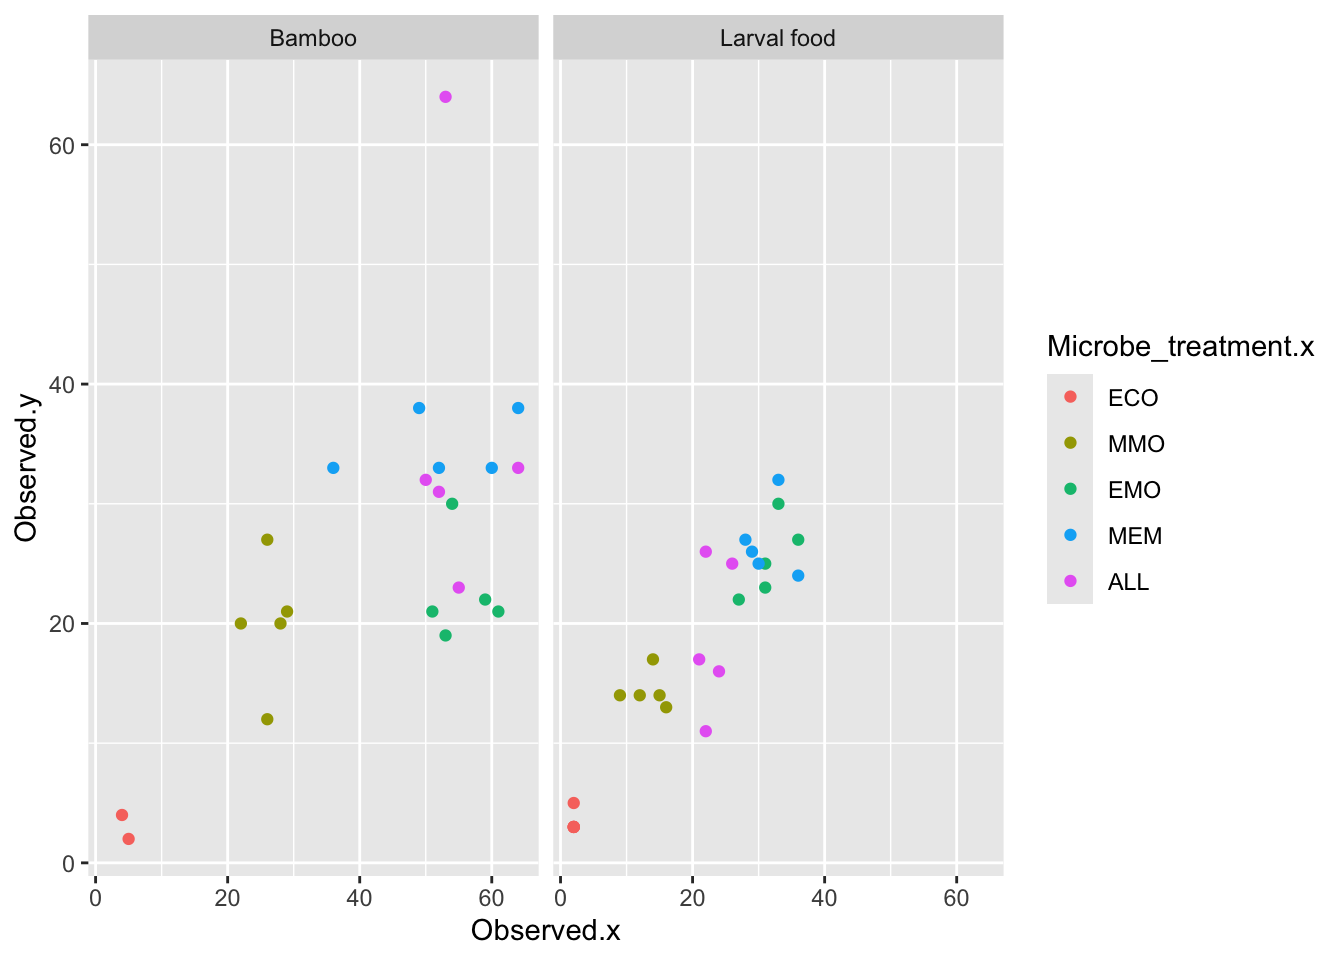 Bamboo
Larval food
60
40
20
0
Observed.y
0 20 40 60
0 20 40 60
Observed.x
Microbe_treatment.x
ECO
MMO
EMO
MEM
ALL